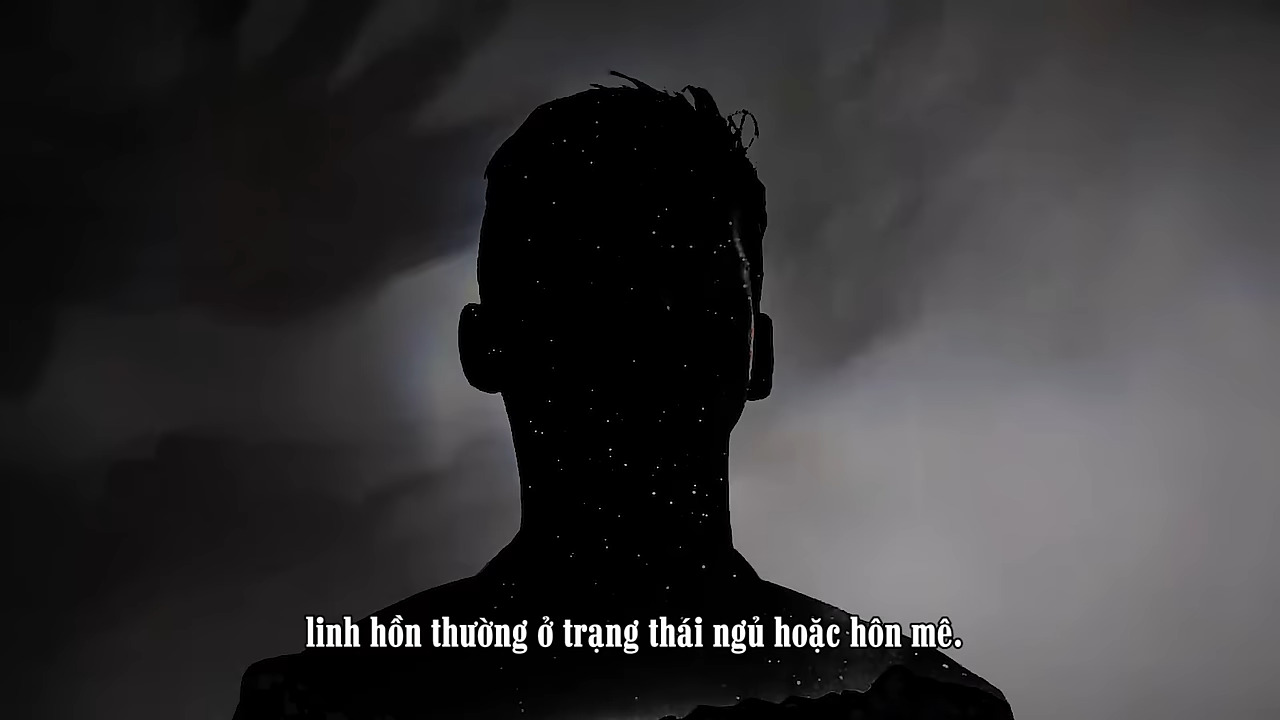 linh hồn thường ở trạng thái ngủ hoặc hôn mê.